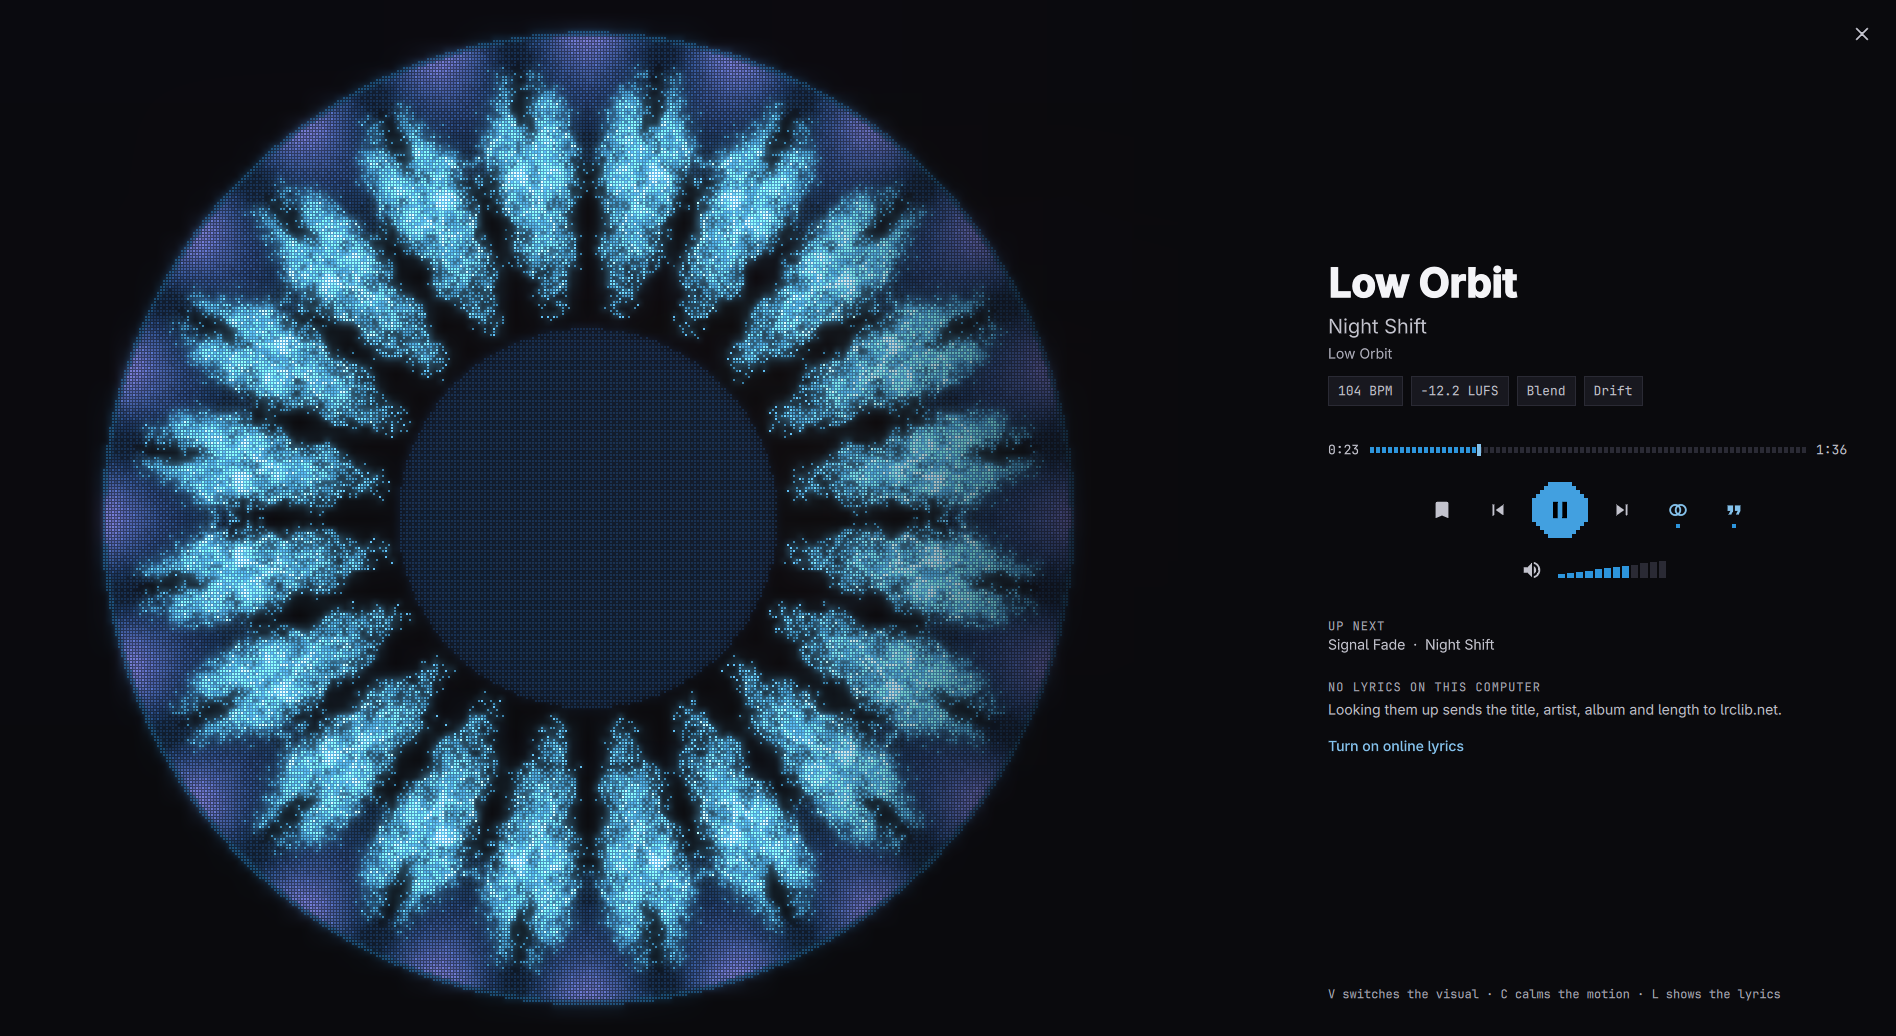 Low Orbit
Night Shift
Low Orbit
104 BPM -12.2 LUFS Blend Drift
0:23 1:36
UP NEXT
Signal Fade · Night Shift
NO LYRICS ON THIS COMPUTER
Looking them up sends the title, artist, album and length to lrclib.net.
Turn on online lyrics
V switches the visual · C calms the motion · L shows the lyrics